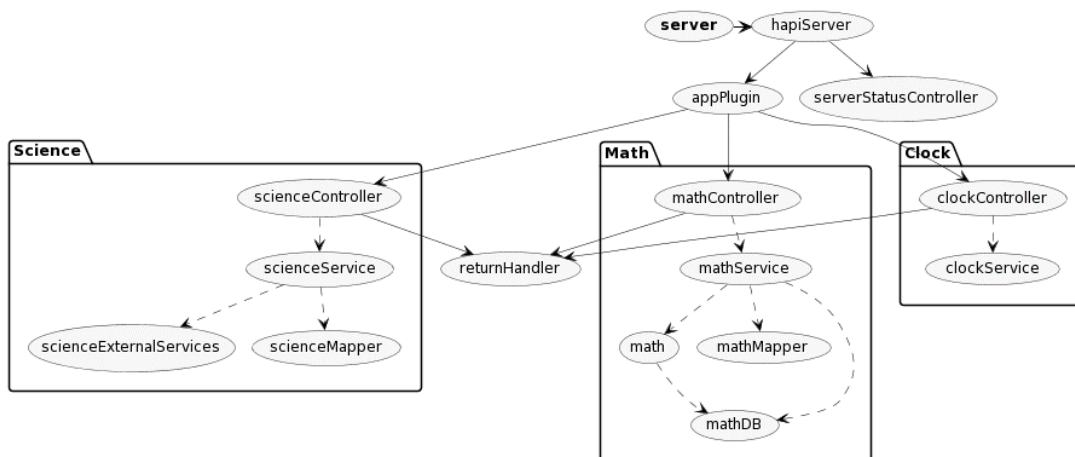 server
hapiServer
appPlugin
serverStatusController
Science
Math
Clock
scienceController
mathController
clockController
scienceService
returnHandler
mathService
clockService
scienceExternalServices
scienceMapper
math
mathMapper
mathDB